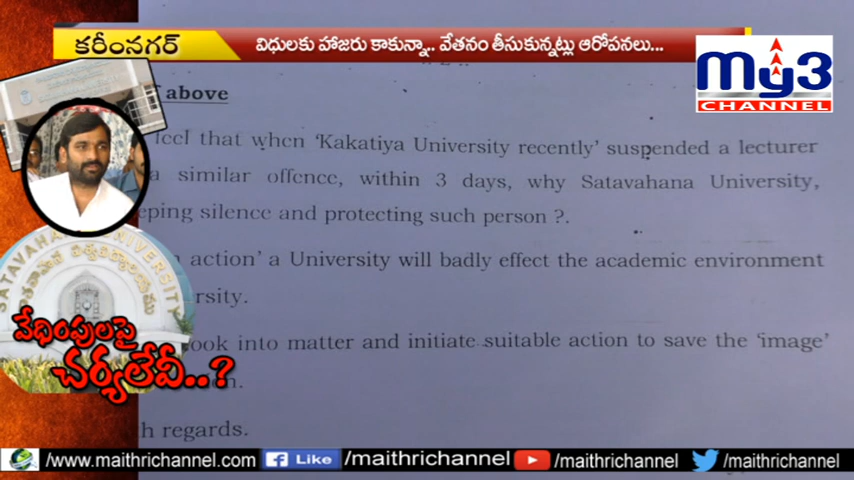 కరీంనగర్
విధులకు హాజరు కాకున్నా.. వేతనం తీసుకున్నట్లు ఆరోపనలు...
My3
CHANNEL
above
that when 'Kakatiya University recently' suspended a lecturer
a similar offence, within 3 days, why Satavahana University,
eping silence and protecting such person ?.
action' a University will badly effect the academic environment
rsity.
ook into matter and initiate suitable action to save the 'image'
h regards.
SATAVAHANA UNIVERSITY
వేధింపులపై
చర్యలేవీ..?
/www.maithrichannel.com
f Like /maithrichannel
/maithrichannel
/maithrichannel